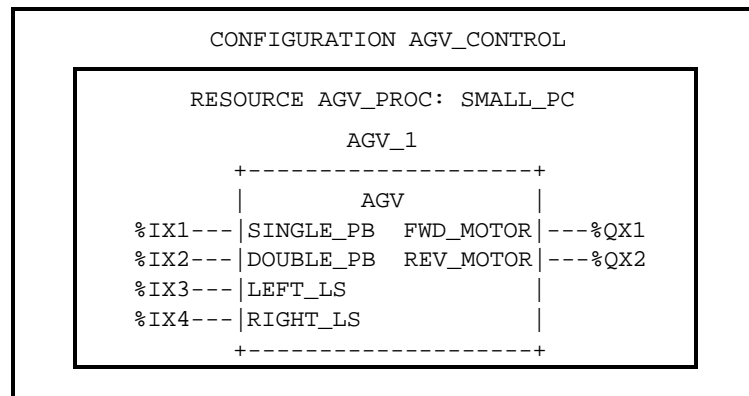 CONFIGURATION AGV_CONTROL
RESOURCE AGV_PROC: SMALL_PC
AGV_1
+--------------------+
| AGV |
%IX1---|SINGLE_PB FWD_MOTOR|---%QX1
%IX2---|DOUBLE_PB REV_MOTOR|---%QX2
%IX3---|LEFT_LS |
%IX4---|RIGHT_LS |
+--------------------+